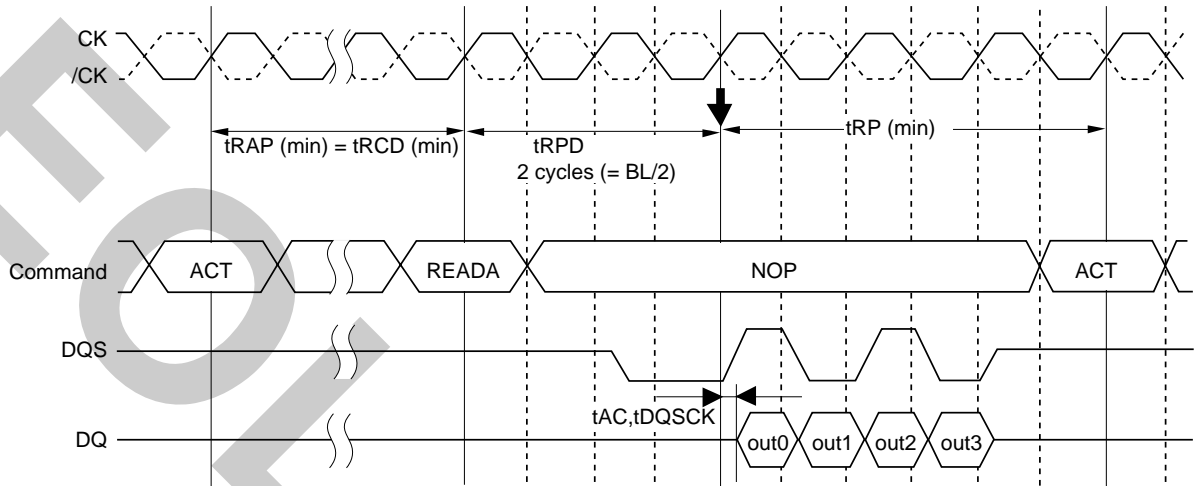 CK
/CK
tRAP (min) = tRCD (min)
tRPD
2 cycles (= BL/2)
tRP (min)
Command ACT READA NOP ACT
DQS
tAC,tDQSCK
DQ out0 out1 out2 out3